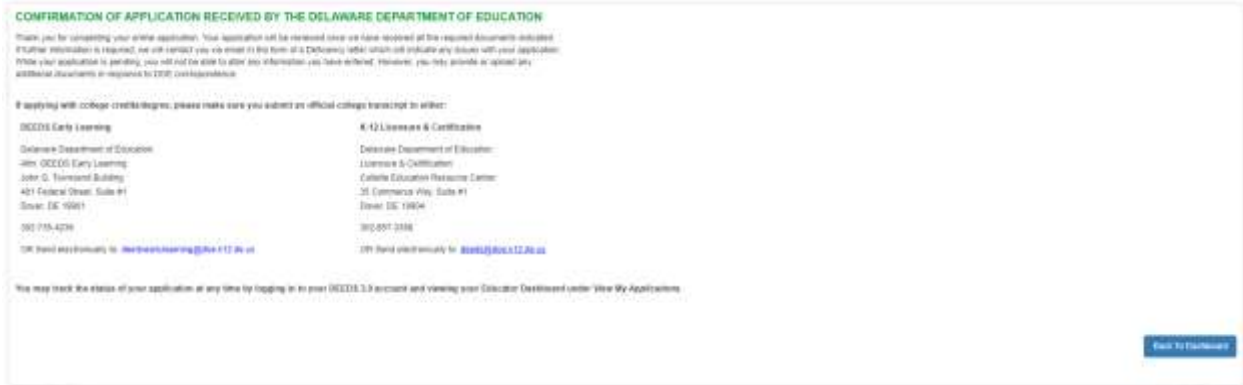 CONFIRMATION OF APPLICATION RECEIVED BY THE DELAWARE DEPARTMENT OF EDUCATION
Thank you for completing your online application. Your application will be reviewed once we have received all the required documents indicated.
If further information is required, we will contact you via email in the form of a Deficiency letter which will indicate any issues with your application.
While your application is pending, you will not be able to alter any information you have entered. However, you may provide or upload any
additional documents in response to DOE correspondence.
If applying with college credits/degree, please make sure you submit an official college transcript to either:
DEEDS Early Learning
Delaware Department of Education
Attn: DEEDS Early Learning
John G. Townsend Building
401 Federal Street, Suite #1
Dover, DE 19901
302-735-4236
OR Send electronically to:
K-12 Licensure & Certification
Delaware Department of Education
Licensure & Certification
Collette Education Resource Center
35 Commerce Way, Suite #1
Dover, DE 19904
OR Send electronically to:
You may track the status of your application at any time by logging in to your DEEDS 3.0 account and viewing your Educator Dashboard under View My Applications.
Back To Dashboard